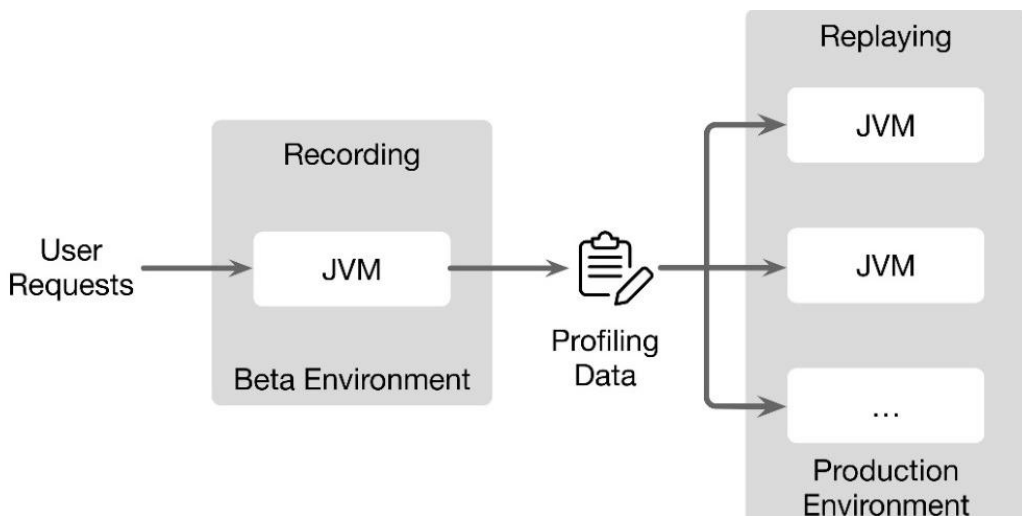 User
Requests
Recording
JVM
Beta Environment
Profiling
Data
Replaying
JVM
JVM
...
Production
Environment